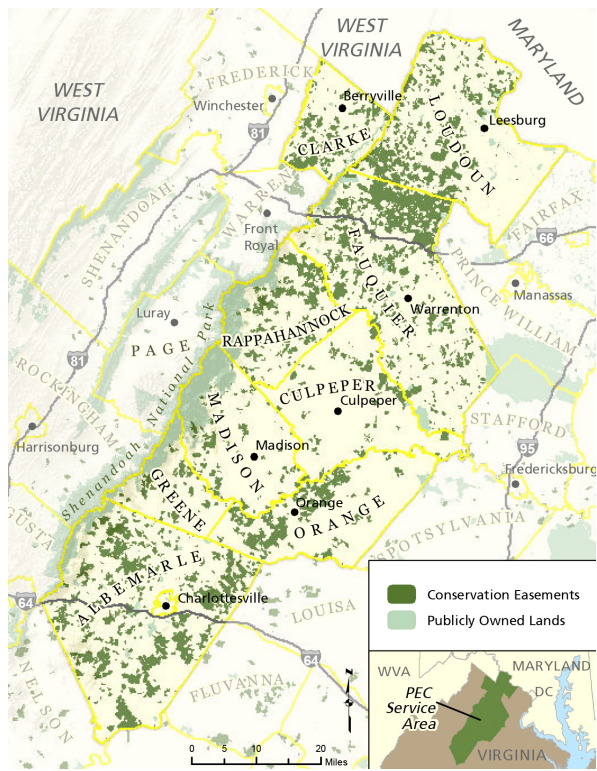 WEST
VIRGINIA
MARYLAND
WEST
VIRGINIA
FREDERICK
Winchester
Berryville
LOUDOUN
Leesburg
81
CLARKE
SHENANDOAH
WARREN
Front
Royal
FAIRFAX
66
FAUQUIER
PRINCE WILLIAM
Manassas
Warrenton
Luray
PAGE
RAPPAHANNOCK
81
ROCKINGHAM
Shenandoah National Park
CULPEPER
Culpeper
MADISON
Madison
STAFFORD
Harrisonburg
95
Fredericksburg
GREENE
Orange
ORANGE
SPOTSYLVANIA
AUGUSTA
ALBEMARLE
64
Charlottesville
LOUISA
64
NELSON
FLUVANNA
N
0 5 10 20
Miles
Conservation Easements
Publicly Owned Lands
WVA
MARYLAND
DC
PEC
Service
Area
VIRGINIA